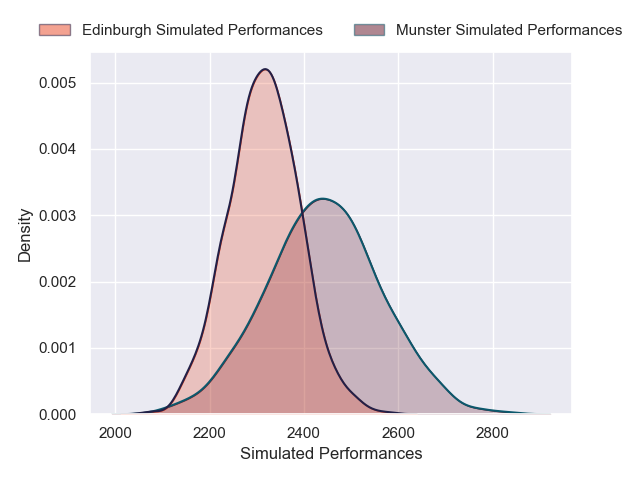 Edinburgh Simulated Performances
Munster Simulated Performances
0.005
0.004
0.003
0.002
0.001
0.000
Density
2000
2200
2400
2600
2800
Simulated Performances